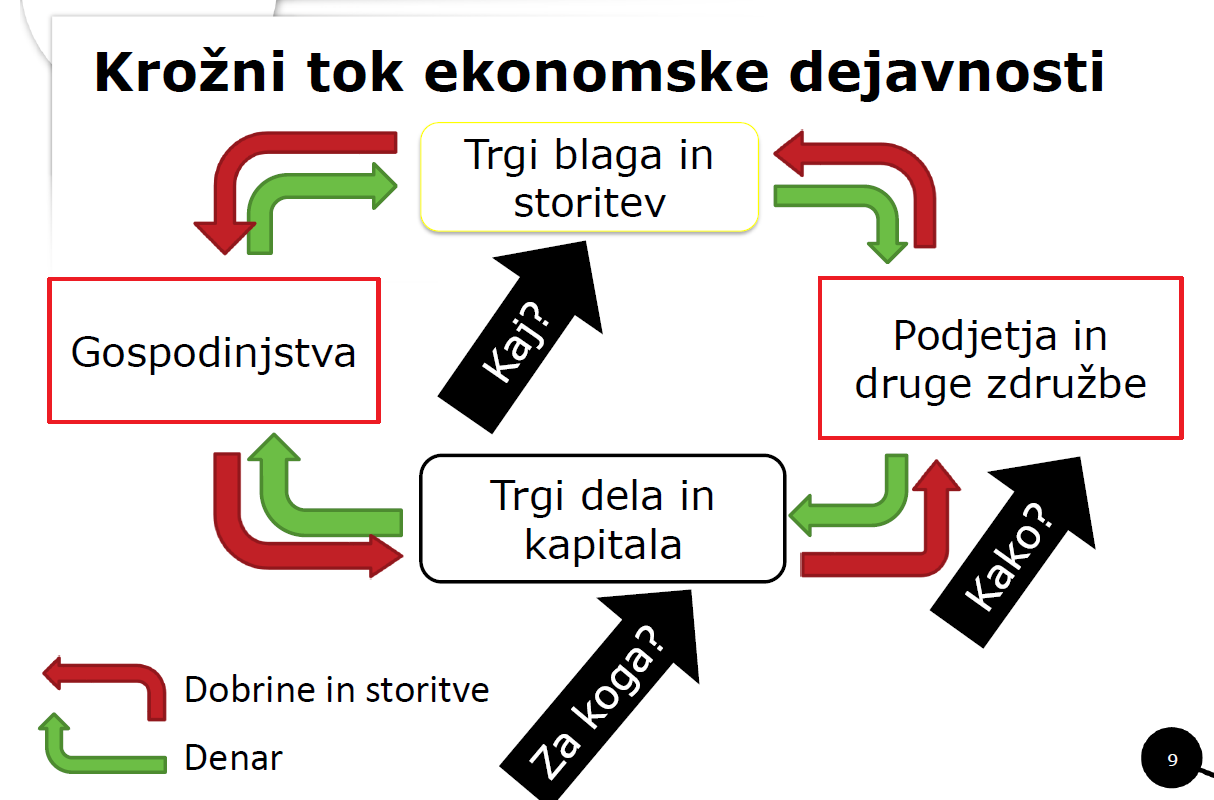 Krožni tok ekonomske dejavnosti
Trgi blaga in
storitev
Kaj?
Gospodinjstva
Podjetja in
druge združbe
Trgi dela in
kapitala
Kako?
Za koga?
Dobrine in storitve
Denar
9